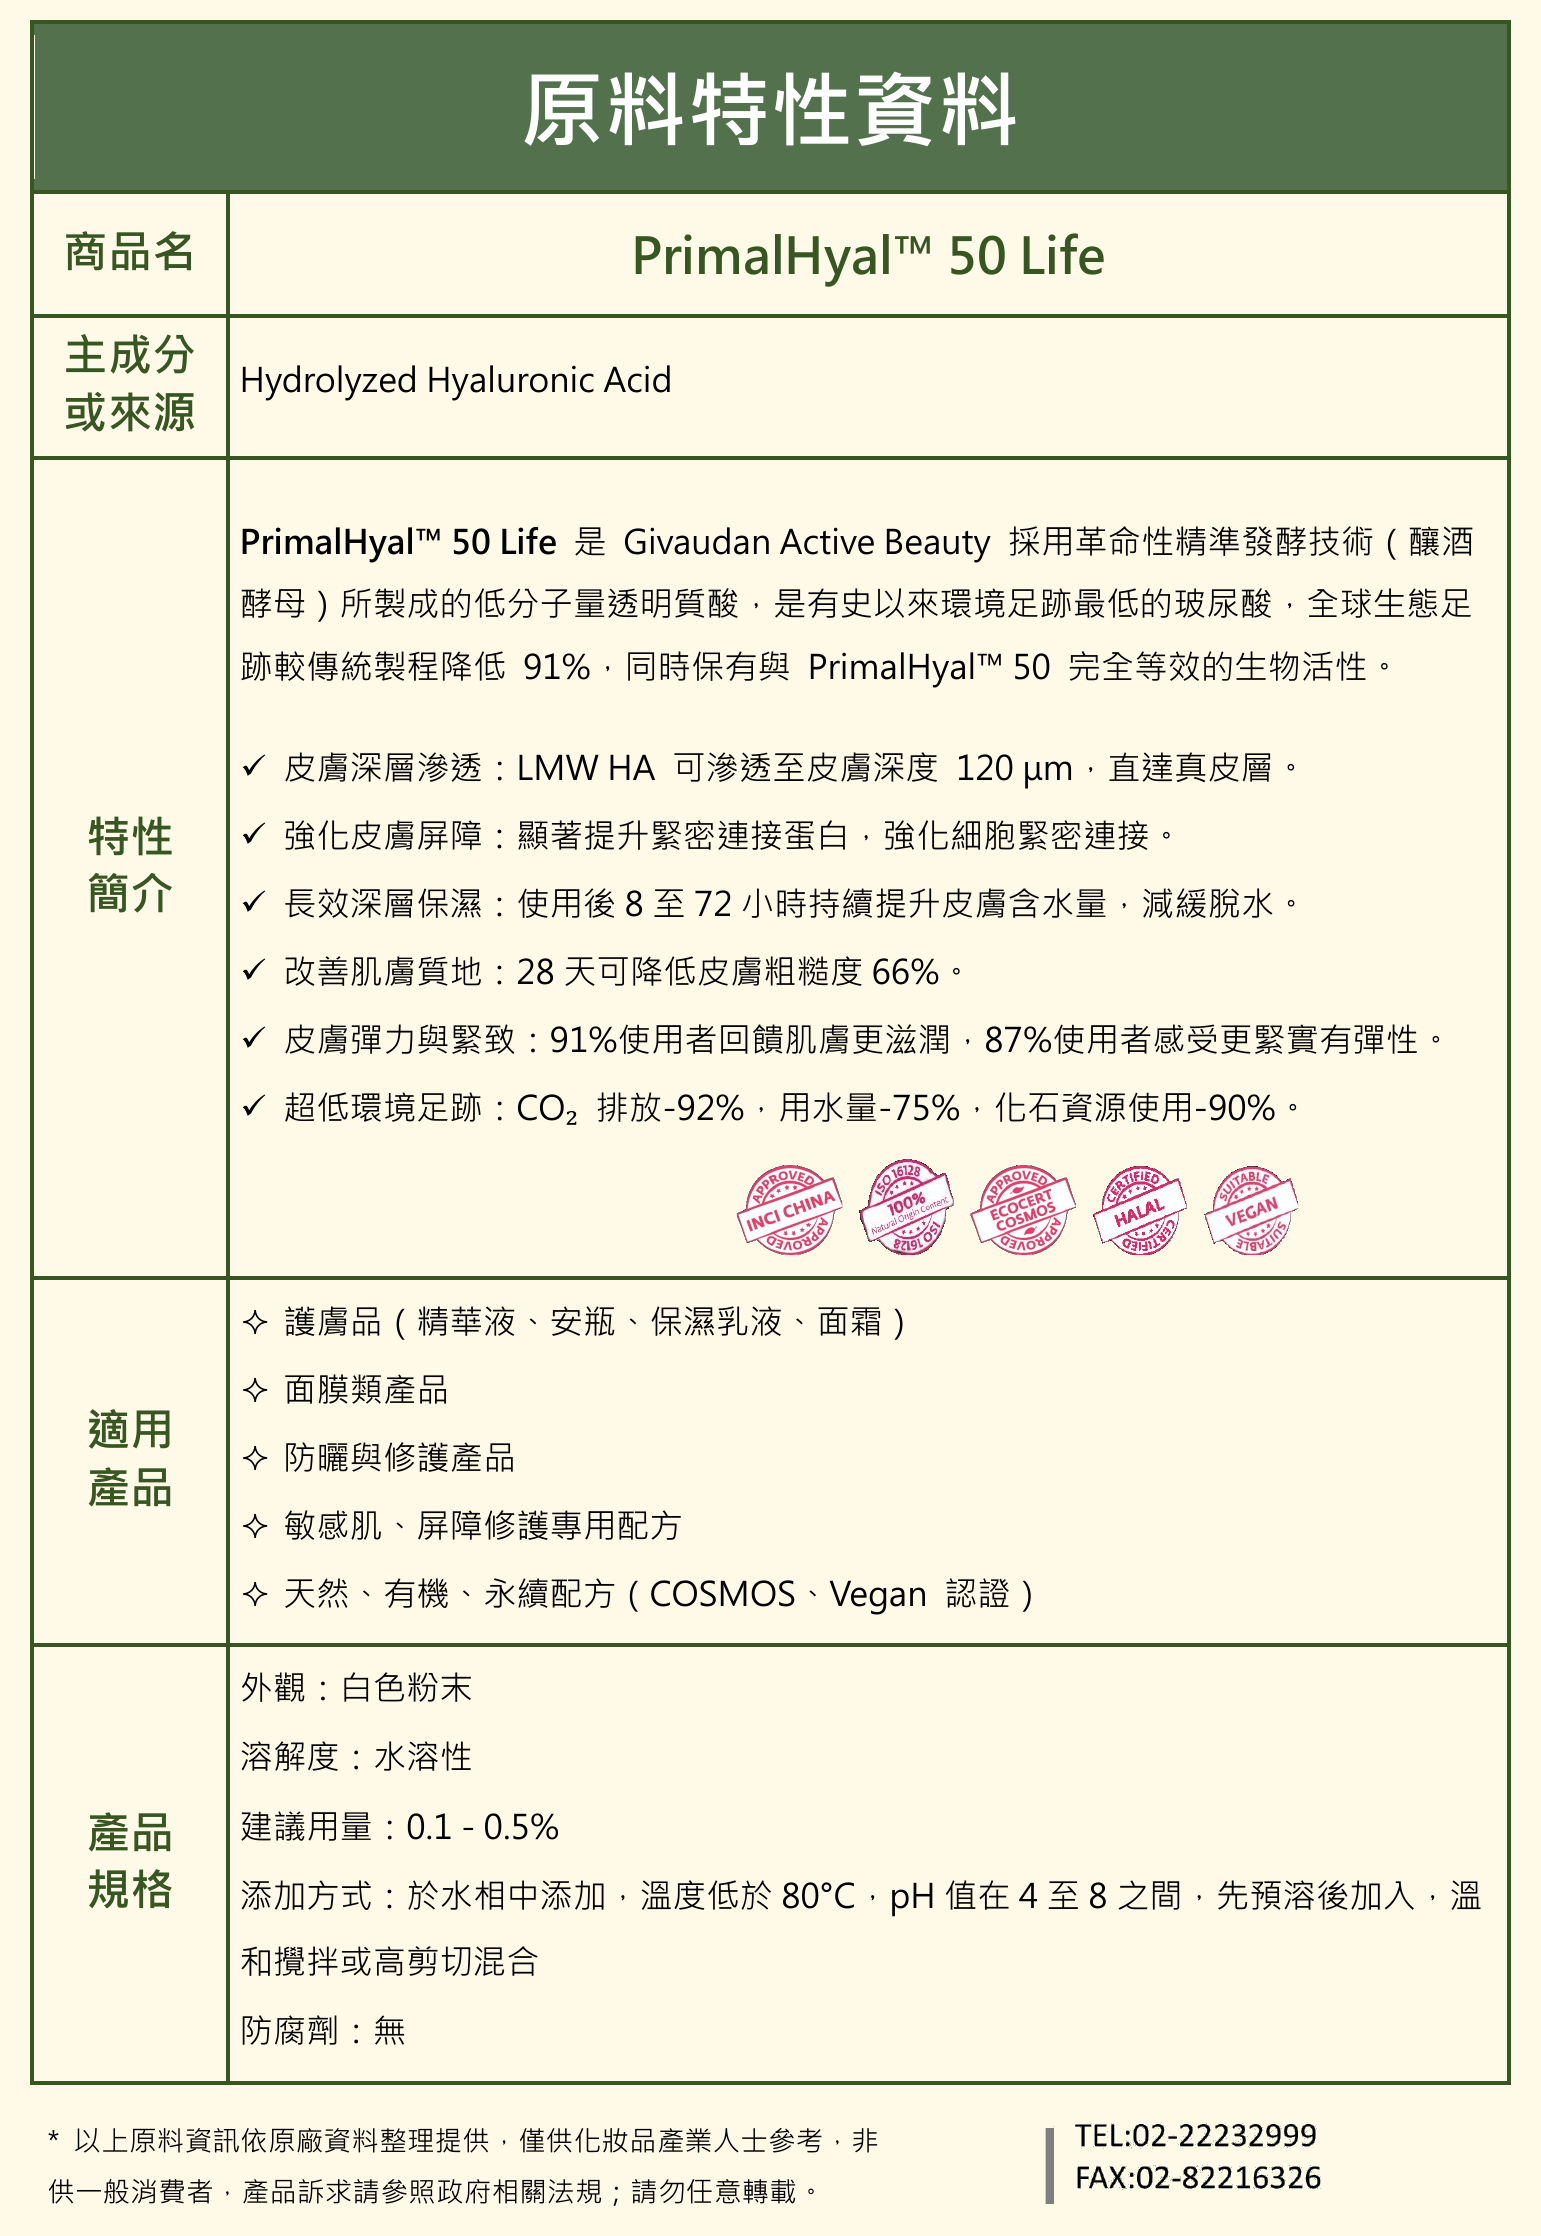 原料特性資料
商品名
PrimalHyal™ 50 Life
主成分
或來源
Hydrolyzed Hyaluronic Acid
特性
簡介
PrimalHyal™ 50 Life 是 Givaudan Active Beauty 採用革命性精準發酵技術（釀酒
酵母）所製成的低分子量透明質酸，是有史以來環境足跡最低的玻尿酸，全球生態足
跡較傳統製程降低 91%，同時保有與 PrimalHyal™ 50 完全等效的生物活性。
✓ 皮膚深層滲透：LMW HA 可滲透至皮膚深度 120 μm，直達真皮層。
✓ 強化皮膚屏障：顯著提升緊密連接蛋白，強化細胞緊密連接。
✓ 長效深層保濕：使用後 8 至 72 小時持續提升皮膚含水量，減緩脫水。
✓ 改善肌膚質地：28 天可降低皮膚粗糙度 66%。
✓ 皮膚彈力與緊致：91%使用者回饋肌膚更滋潤，87%使用者感受更緊實有彈性。
✓ 超低環境足跡：CO₂ 排放-92%，用水量-75%，化石資源使用-90%。
APPROVED
INCI CHINA
APPROVED
ISO 16128
100%
Natural Origin Content
ISO 16128
APPROVED
ECOCERT
COSMOS
APPROVED
CERTIFIED
HALAL
CERTIFIED
SUITABLE
VEGAN
SUITABLE
適用
產品
✧ 護膚品（精華液、安瓶、保濕乳液、面霜）
✧ 面膜類產品
✧ 防曬與修護產品
✧ 敏感肌、屏障修護專用配方
✧ 天然、有機、永續配方（COSMOS、Vegan 認證）
產品
規格
外觀：白色粉末
溶解度：水溶性
建議用量：0.1 - 0.5%
添加方式：於水相中添加，溫度低於 80°C，pH 值在 4 至 8 之間，先預溶後加入，溫
和攪拌或高剪切混合
防腐劑：無
* 以上原料資訊依原廠資料整理提供，僅供化妝品產業人士參考，非
供一般消費者，產品訴求請參照政府相關法規；請勿任意轉載。
TEL:02-22232999
FAX:02-82216326